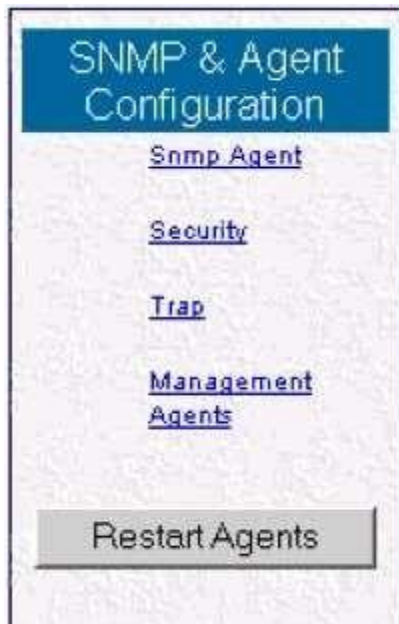 SNMP & Agent
Configuration
Snmp Agent
Security
Trap
Management
Agents
Restart Agents